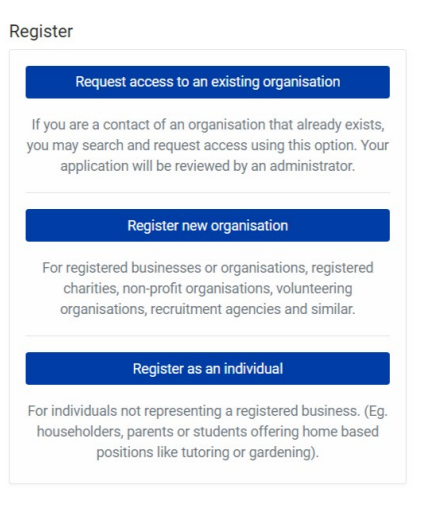 Register
Request access to an existing organisation
If you are a contact of an organisation that already exists,
you may search and request access using this option. Your
application will be reviewed by an administrator.
Register new organisation
For registered businesses or organisations, registered
charities, non-profit organisations, volunteering
organisations, recruitment agencies and similar.
Register as an individual
For individuals not representing a registered business. (Eg.
householders, parents or students offering home based
positions like tutoring or gardening).